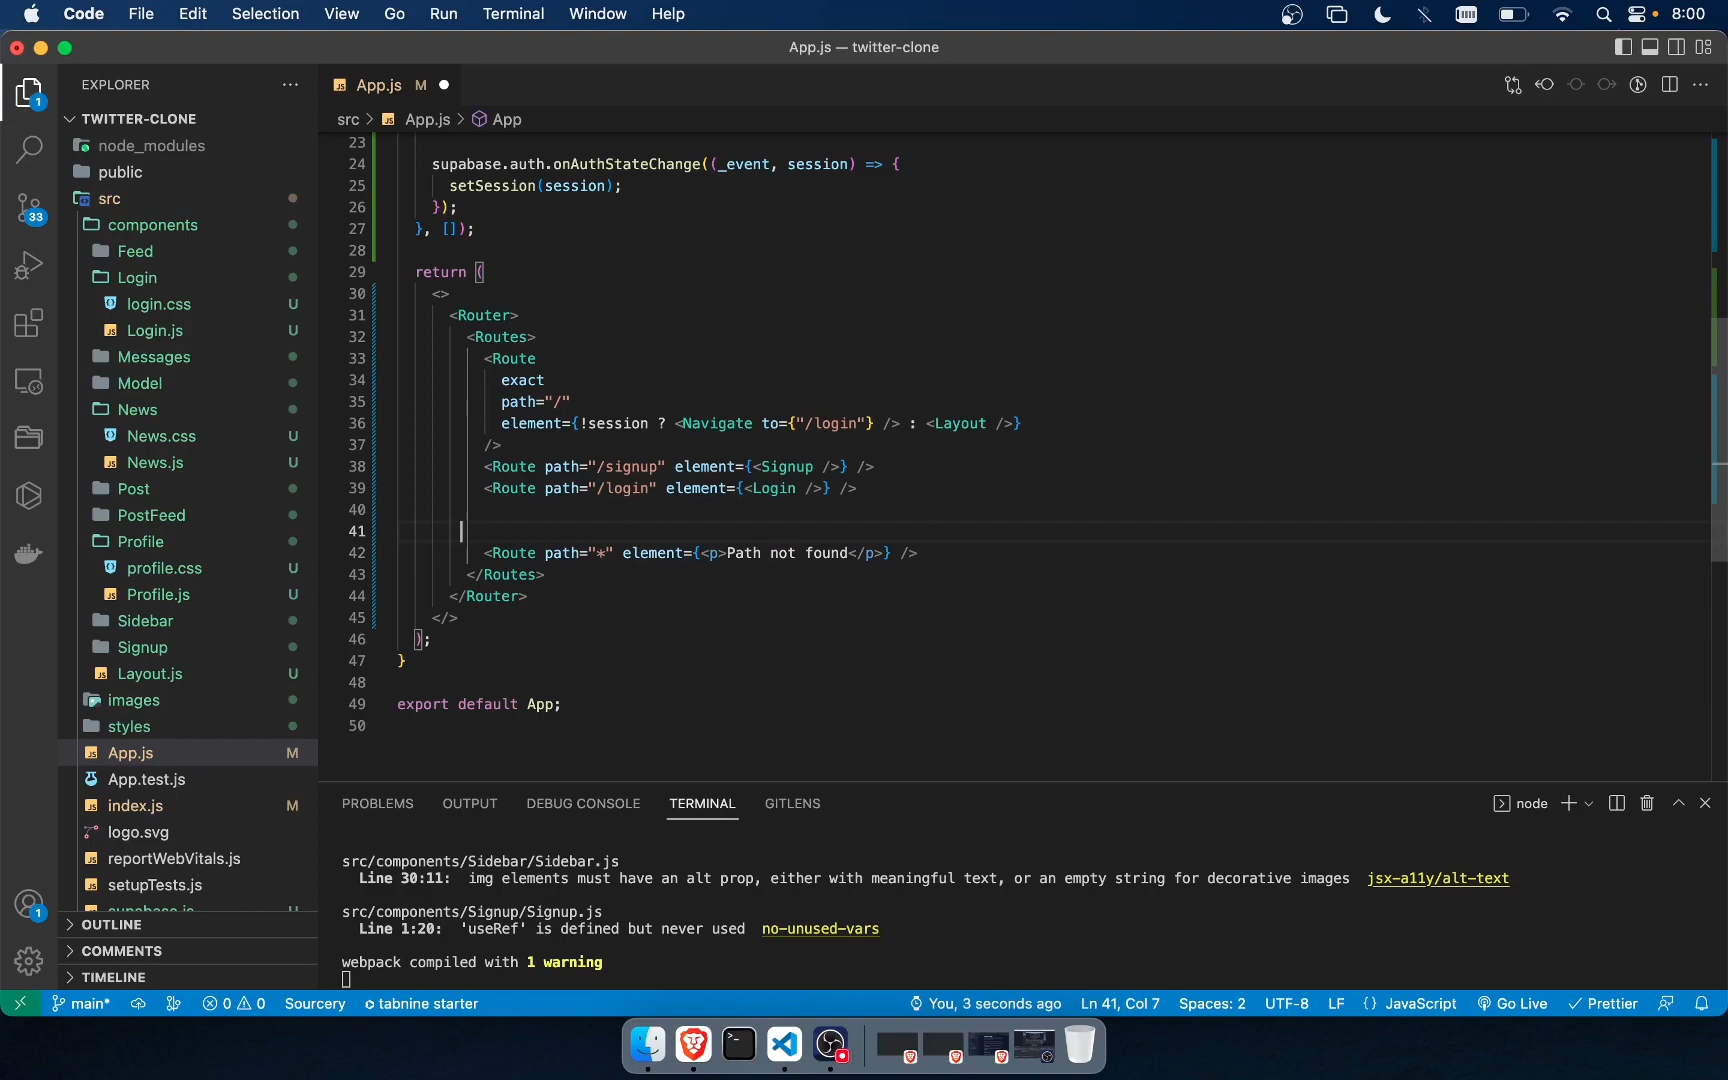 Code File Edit Selection View Go Run Terminal Window Help 8:00
App.js — twitter-clone
EXPLORER
App.js M
TWITTER-CLONE
src > App.js > App
node_modules
public
src
components
Feed
Login
login.css U
Login.js U
Messages
Model
News
News.css U
News.js U
Post
PostFeed
Profile
profile.css U
Profile.js U
Sidebar
Signup
Layout.js U
images
styles
App.js M
App.test.js
index.js M
logo.svg
reportWebVitals.js
setupTests.js
supabase.js U
OUTLINE
COMMENTS
TIMELINE
1
33
1
23
24 supabase.auth.onAuthStateChange((_event, session) => {
25 setSession(session);
26 });
27 }, []);
28
29 return (
30 <>
31 <Router>
32 <Routes>
33 <Route
34 exact
35 path="/"
36 element={!session ? <Navigate to={"/login"} /> : <Layout />}
37 />
38 <Route path="/signup" element={<Signup />} />
39 <Route path="/login" element={<Login />} />
40
41
42 <Route path="*" element={<p>Path not found</p>} />
43 </Routes>
44 </Router>
45 </>
46 );
47 }
48
49 export default App;
50
PROBLEMS OUTPUT DEBUG CONSOLE TERMINAL GITLENS node
src/components/Sidebar/Sidebar.js
Line 30:11: img elements must have an alt prop, either with meaningful text, or an empty string for decorative images jsx-a11y/alt-text
src/components/Signup/Signup.js
Line 1:20: 'useRef' is defined but never used no-unused-vars
webpack compiled with 1 warning
main* 0 0 Sourcery tabnine starter You, 3 seconds ago Ln 41, Col 7 Spaces: 2 UTF-8 LF {} JavaScript Go Live Prettier